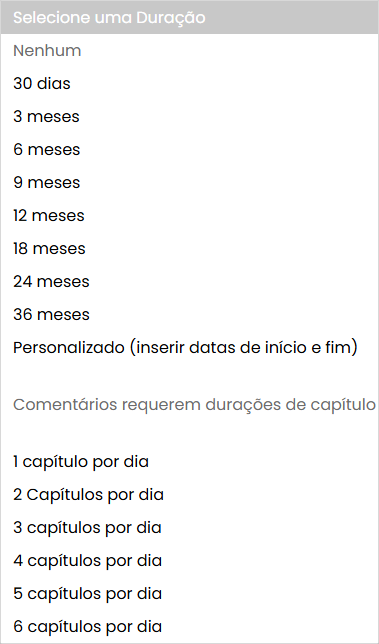 Selecione uma Duração
Nenhum
30 dias
3 meses
6 meses
9 meses
12 meses
18 meses
24 meses
36 meses
Personalizado (inserir datas de início e fim)
Comentários requerem durações de capítulo
1 capítulo por dia
2 Capítulos por dia
3 capítulos por dia
4 capítulos por dia
5 capítulos por dia
6 capítulos por dia